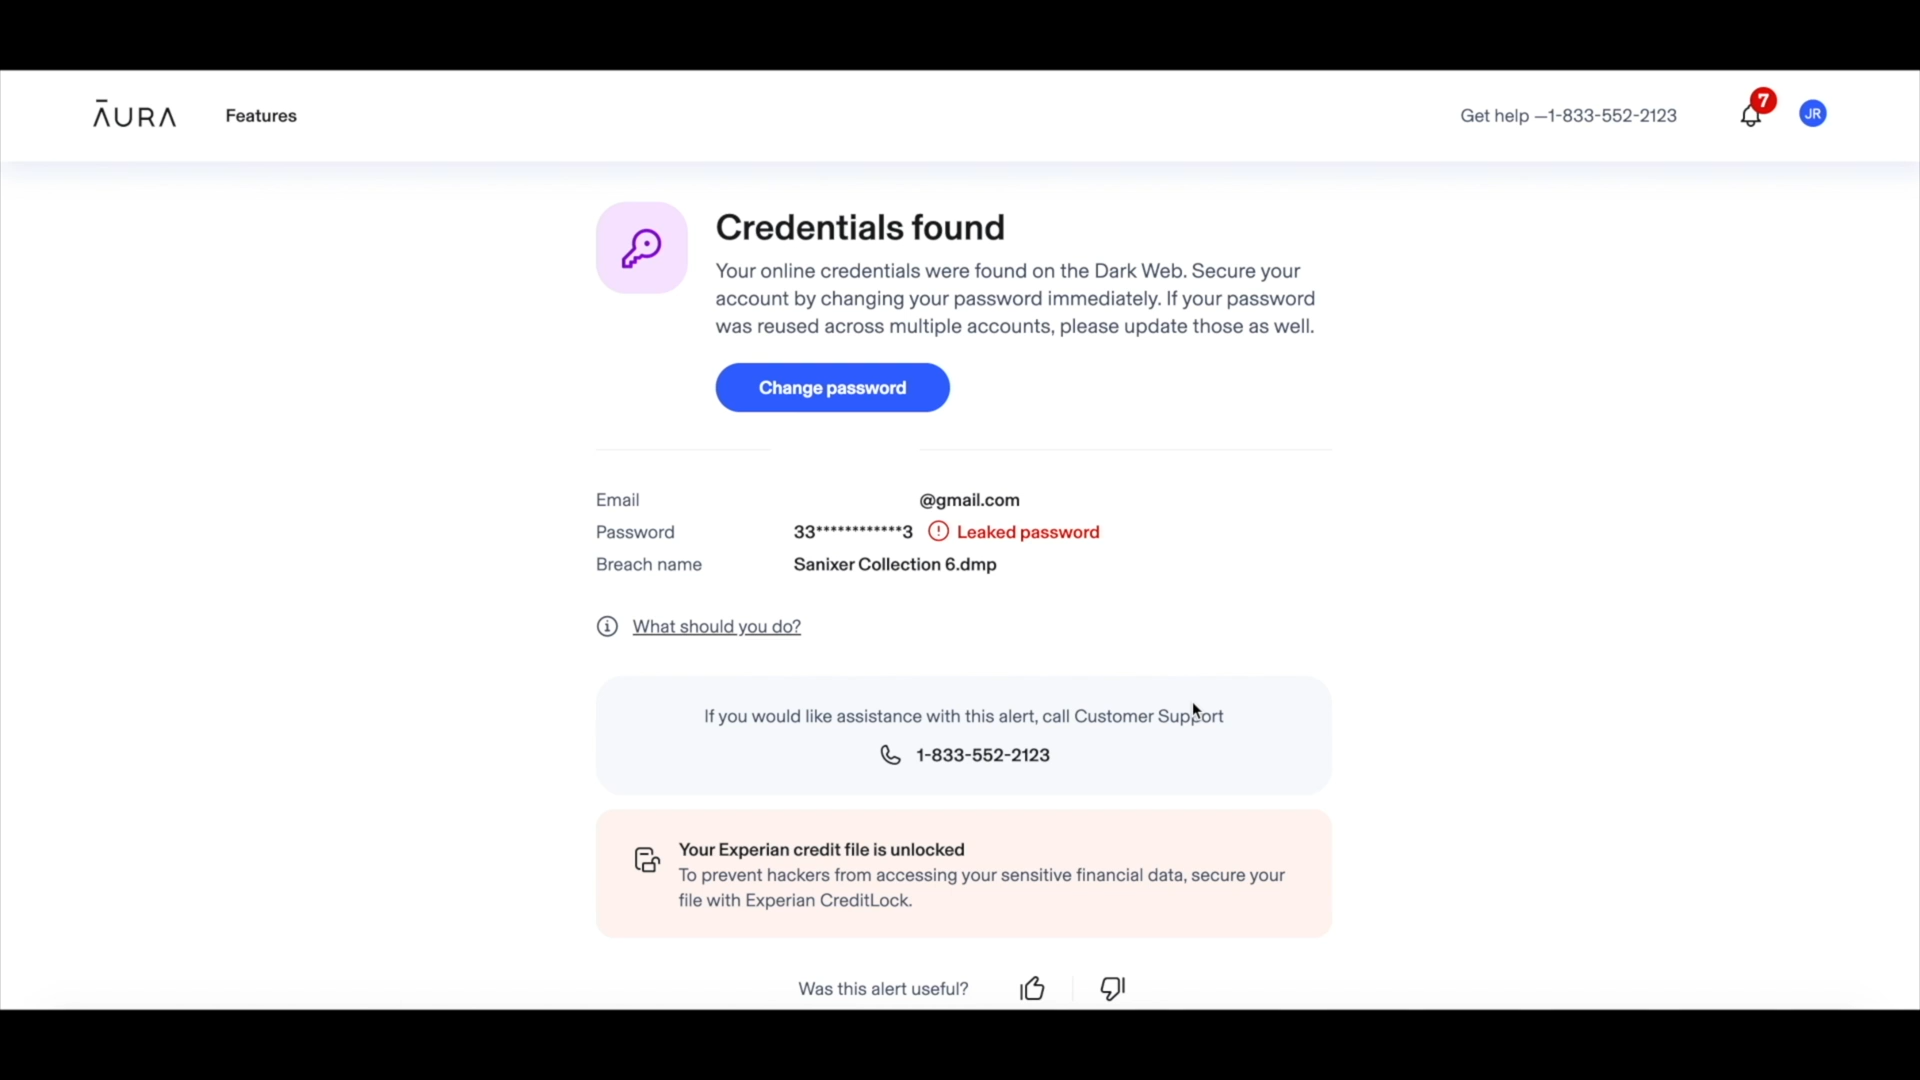 ĀURA
Features
Get help —1-833-552-2123
7
JR
Credentials found
Your online credentials were found on the Dark Web. Secure your
account by changing your password immediately. If your password
was reused across multiple accounts, please update those as well.
Change password
Email @gmail.com
Password 33************3 Leaked password
Breach name Sanixer Collection 6.dmp
What should you do?
If you would like assistance with this alert, call Customer Support
1-833-552-2123
Your Experian credit file is unlocked
To prevent hackers from accessing your sensitive financial data, secure your
file with Experian CreditLock.
Was this alert useful?